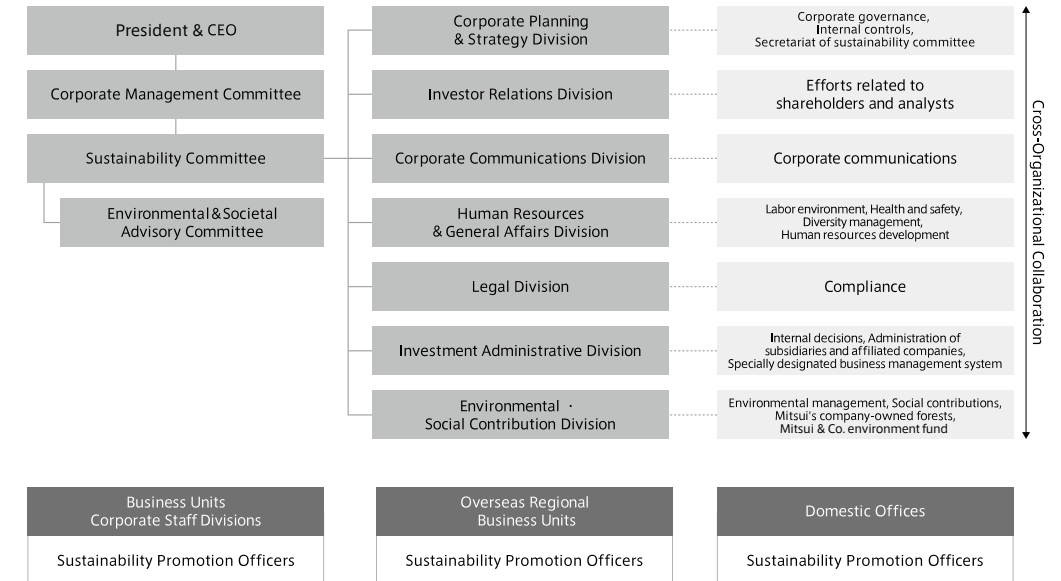 President & CEO
Corporate Management Committee
Sustainability Committee
Environmental & Societal
Advisory Committee
Corporate Planning
& Strategy Division
Corporate governance,
Internal controls,
Secretariat of sustainability committee
Investor Relations Division
Efforts related to
shareholders and analysts
Corporate Communications Division
Corporate communications
Human Resources
& General Affairs Division
Labor environment, Health and safety,
Diversity management,
Human resources development
Legal Division
Compliance
Investment Administrative Division
Internal decisions, Administration of
subsidiaries and affiliated companies,
Specially designated business management system
Environmental ·
Social Contribution Division
Environmental management, Social contributions,
Mitsui's company-owned forests,
Mitsui & Co. environment fund
Cross-Organizational Collaboration
Business Units
Corporate Staff Divisions
Sustainability Promotion Officers
Overseas Regional
Business Units
Sustainability Promotion Officers
Domestic Offices
Sustainability Promotion Officers